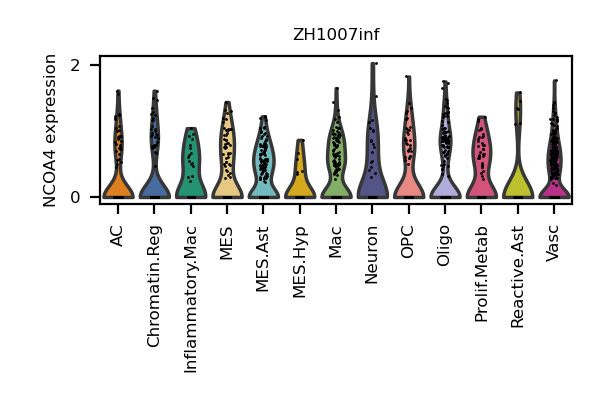 ZH1007inf
NCOA4 expression
2
0
AC
Chromatin.Reg
Inflammatory.Mac
MES
MES.Ast
MES.Hyp
Mac
Neuron
OPC
Oligo
Prolif.Metab
Reactive.Ast
Vasc